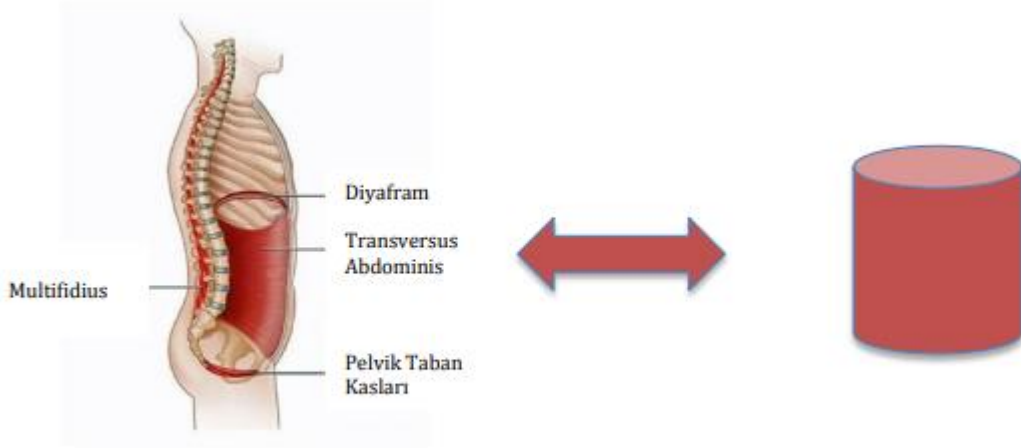 Diyafram
Transversus
Abdominis
Multifidius
Pelvik Taban
Kasları